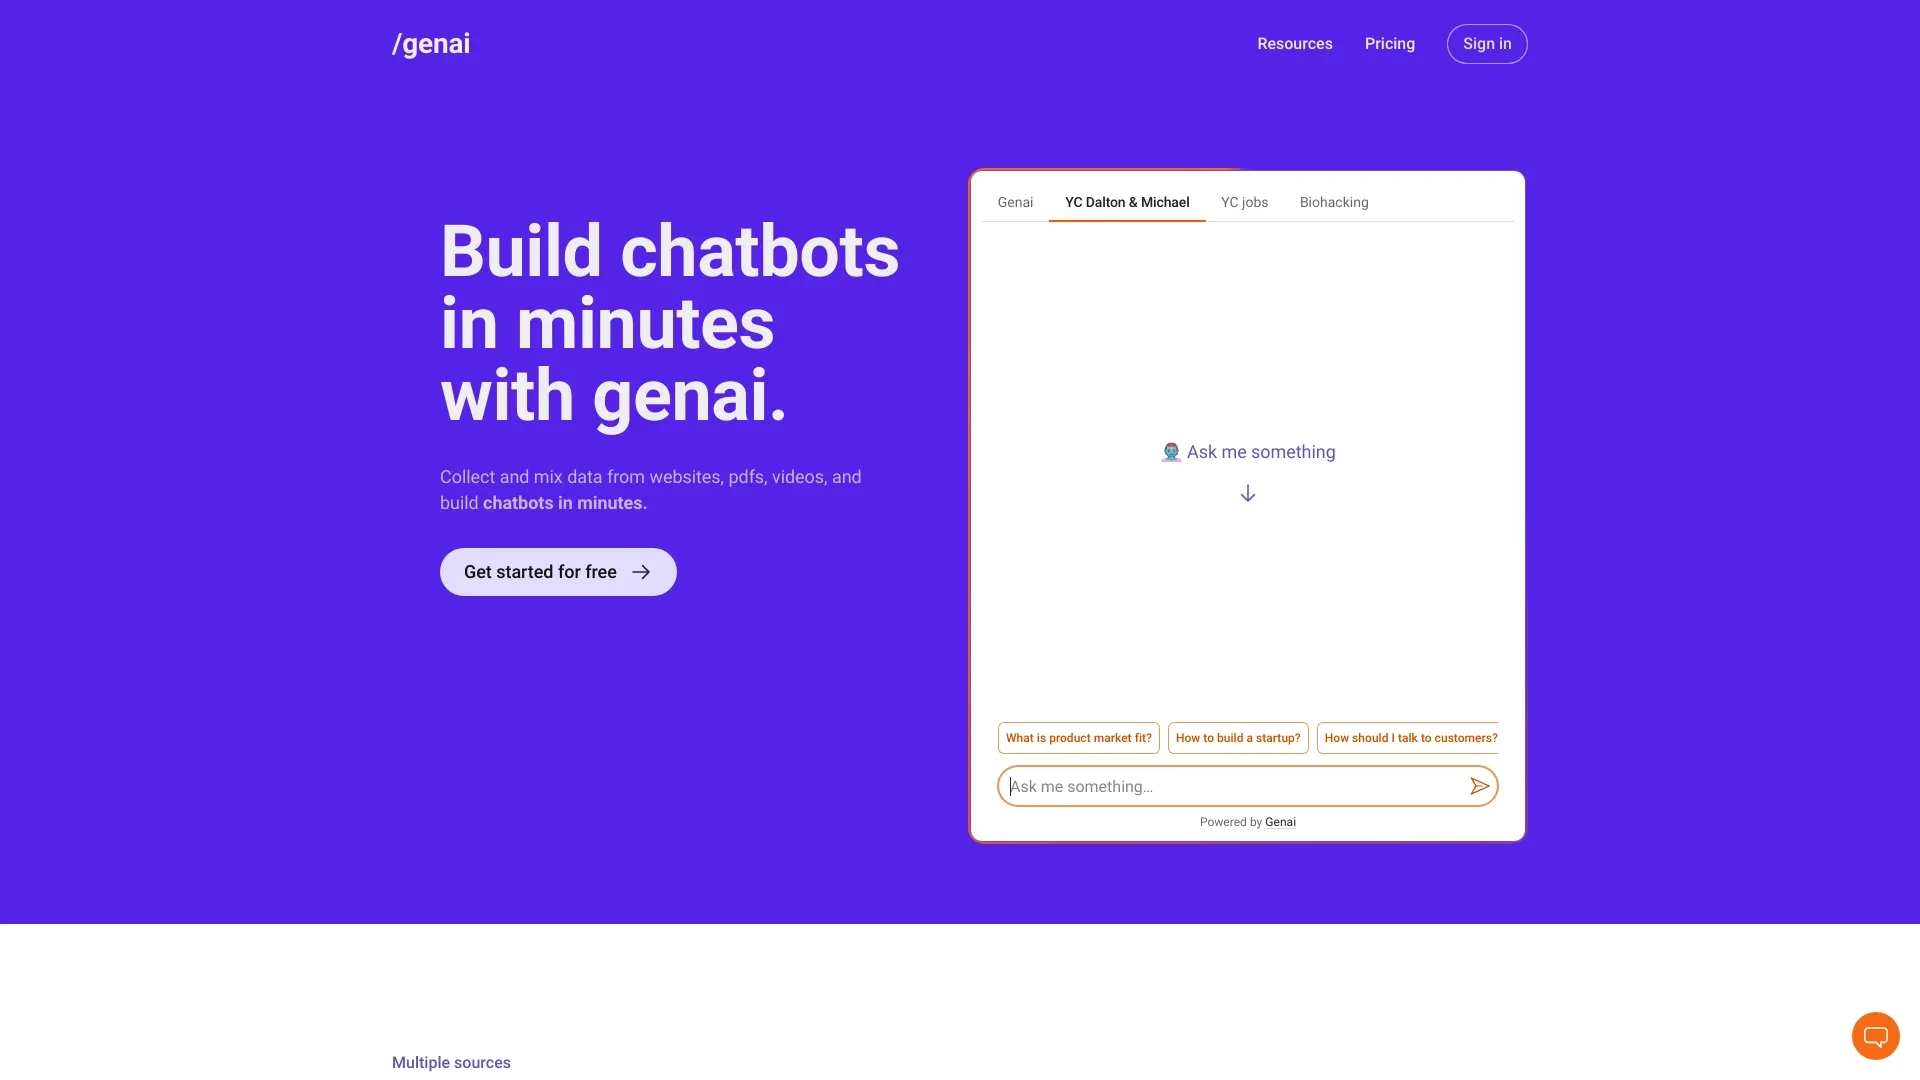 /genai
Resources
Pricing
Sign in
Build chatbots
in minutes
with genai.
Collect and mix data from websites, pdfs, videos, and
build chatbots in minutes.
Get started for free
Genai
YC Dalton & Michael
YC jobs
Biohacking
Ask me something
What is product market fit?
How to build a startup?
How should I talk to customers?
Ask me something...
Powered by Genai
Multiple sources